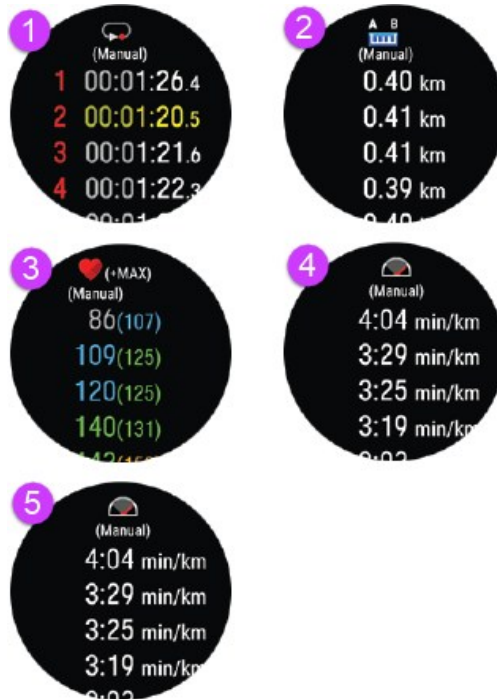 1
(Manual)
1 00:01:26.4
2 00:01:20.5
3 00:01:21.6
4 00:01:22.3
2
A B
(Manual)
0.40 km
0.41 km
0.41 km
0.39 km
3
(+MAX)
(Manual)
86(107)
109(125)
120(125)
140(131)
4
(Manual)
4:04 min/km
3:29 min/km
3:25 min/km
3:19 min/km
5
(Manual)
4:04 min/km
3:29 min/km
3:25 min/km
3:19 min/km